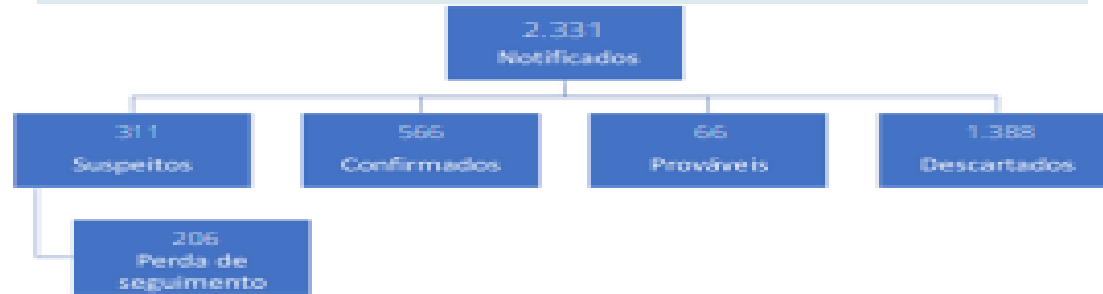 2.331
Notificados
311
Suspeitos
566
Confirmados
66
Prováveis
1.388
Descartados
206
Perda de
seguimento